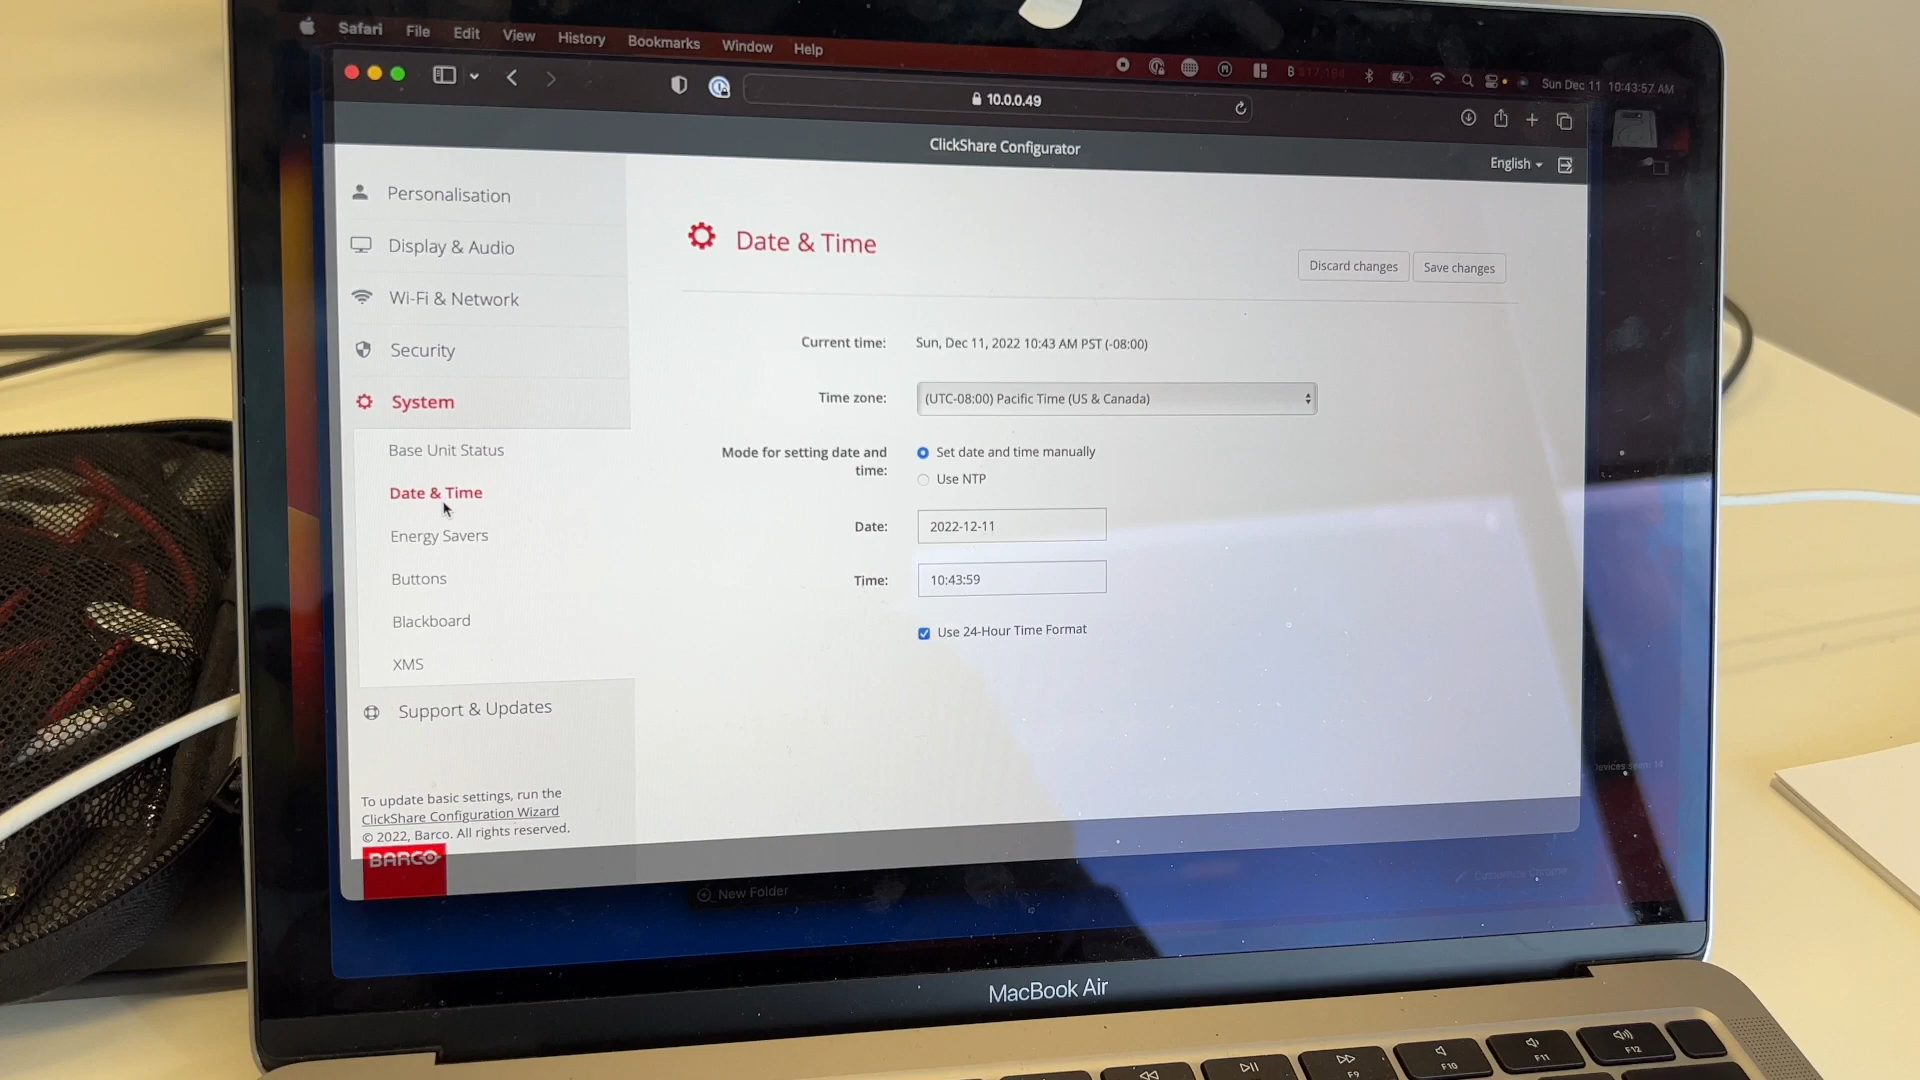 Safari File Edit View History Bookmarks Window Help
Sun Dec 11 10:43:57 AM
10.0.0.49
ClickShare Configurator
English
Personalisation
Display & Audio
Wi-Fi & Network
Security
System
Base Unit Status
Date & Time
Energy Savers
Buttons
Blackboard
XMS
Support & Updates
To update basic settings, run the
ClickShare Configuration Wizard
© 2022, Barco. All rights reserved.
BARCO
Date & Time
Discard changes
Save changes
Current time: Sun, Dec 11, 2022 10:43 AM PST (-08:00)
Time zone: (UTC-08:00) Pacific Time (US & Canada)
Mode for setting date and
time:
Set date and time manually
Use NTP
Date: 2022-12-11
Time: 10:43:59
Use 24-Hour Time Format
New Folder
Customize Chrome
MacBook Air
F9
F10
F11
F12